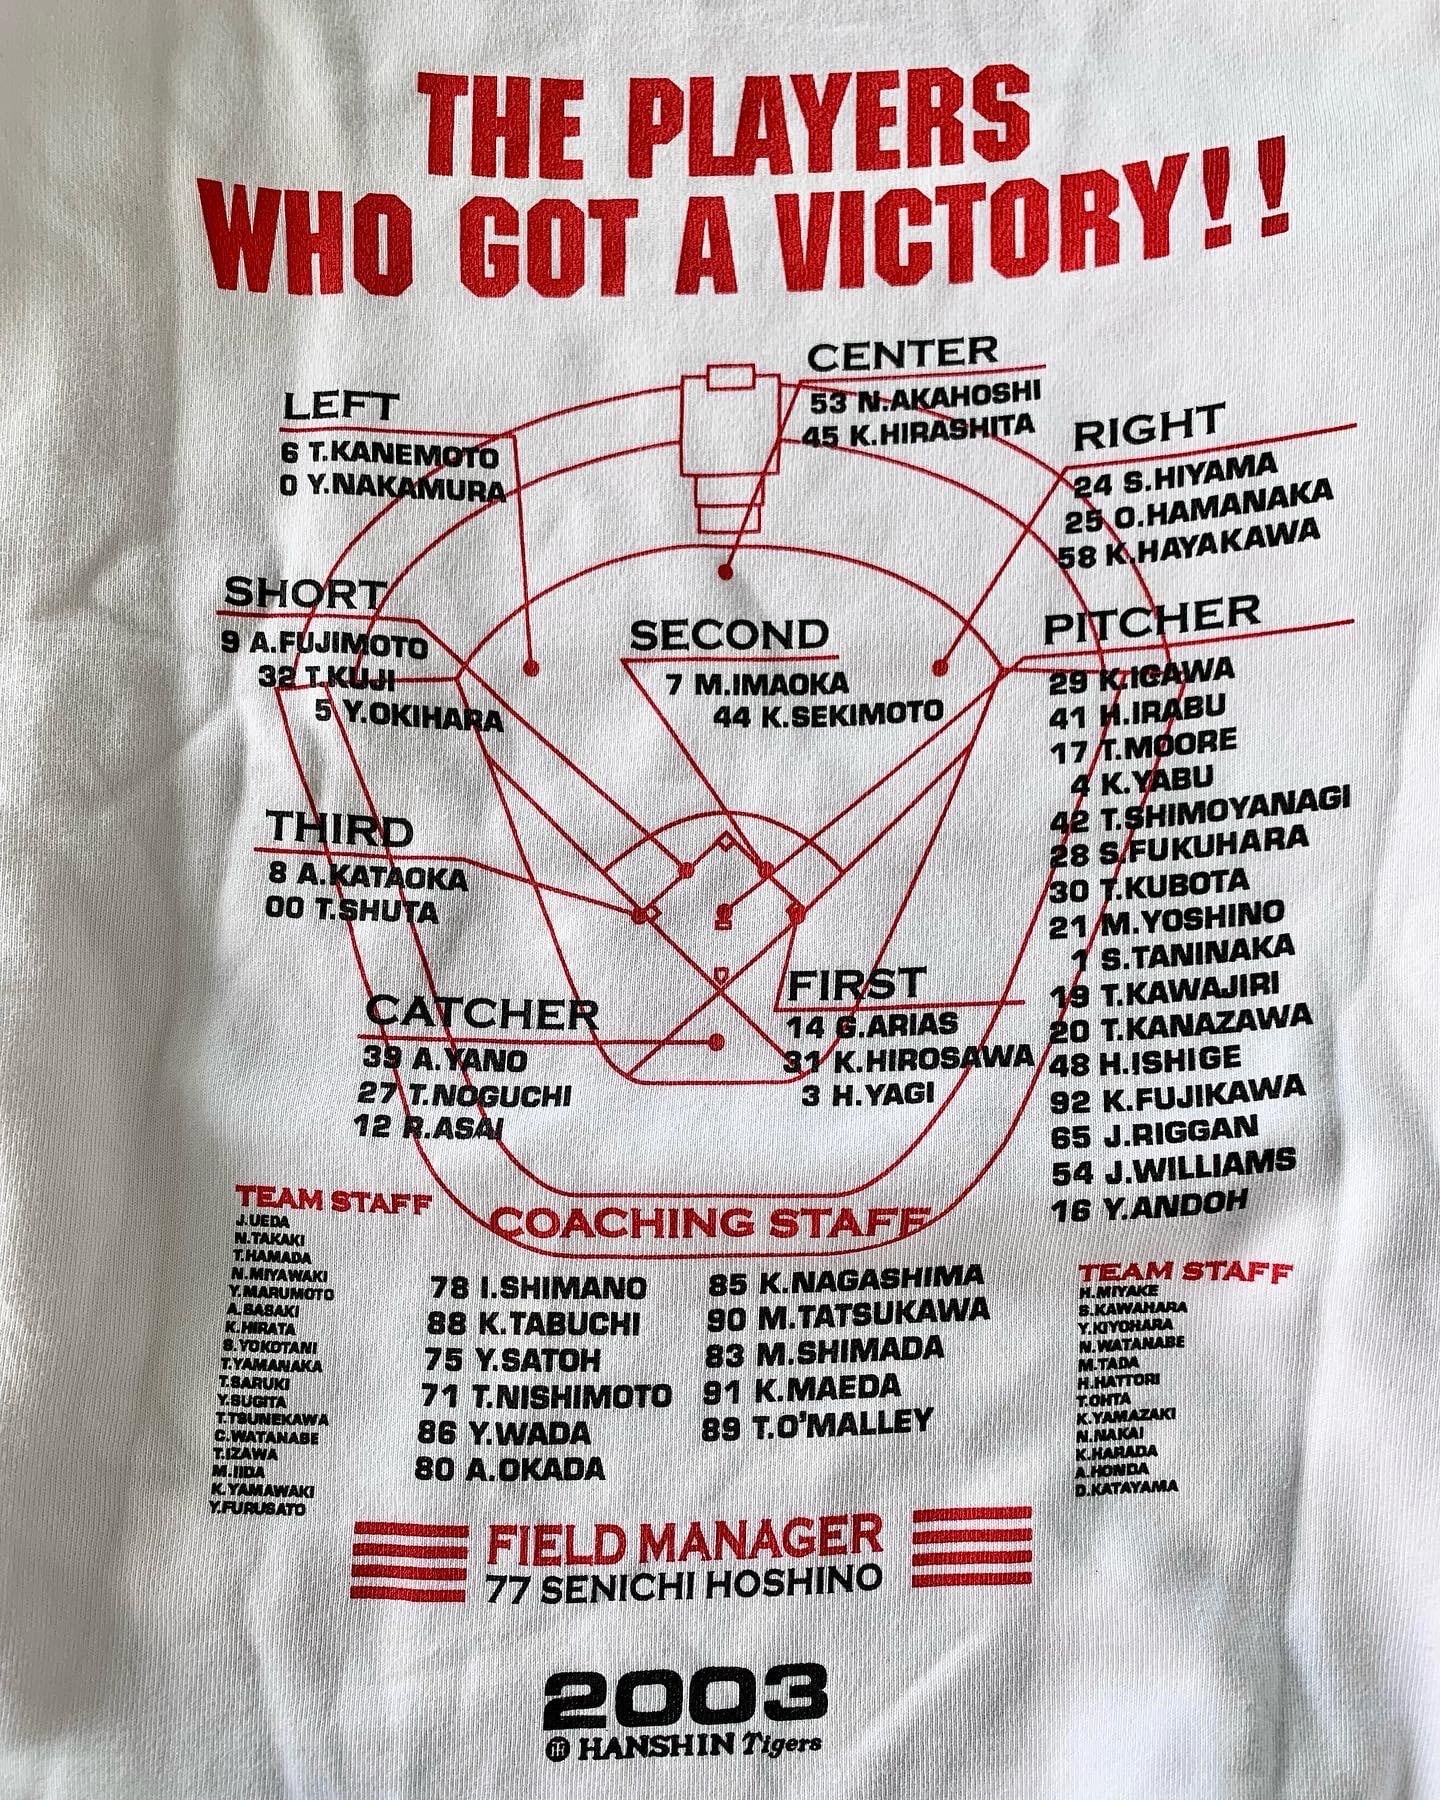 THE PLAYERS
WHO GOT A VICTORY!!
CENTER
53 N.AKAHOSHI
45 K.HIRASHITA
LEFT
6 T.KANEMOTO
0 Y.NAKAMURA
RIGHT
24 S.HIYAMA
25 O.HAMANAKA
58 K.HAYAKAWA
SHORT
9 A.FUJIMOTO
32 T.KUJI
5 Y.OKIHARA
SECOND
7 M.IMAOKA
44 K.SEKIMOTO
PITCHER
29 K.IGAWA
41 H.IRABU
17 T.MOORE
4 K.YABU
42 T.SHIMOYANAGI
28 S.FUKUHARA
30 T.KUBOTA
21 M.YOSHINO
1 S.TANINAKA
19 T.KAWAJIRI
20 T.KANAZAWA
48 H.ISHIGE
92 K.FUJIKAWA
65 J.RIGGAN
54 J.WILLIAMS
16 Y.ANDOH
THIRD
8 A.KATAOKA
00 T.SHUTA
FIRST
14 G.ARIAS
31 K.HIROSAWA
3 H.YAGI
CATCHER
39 A.YANO
27 T.NOGUCHI
12 R.ASAI
TEAM STAFF
J.UEDA
N.TAKAKI
T.HAMADA
N.MIYAWAKI
Y.MARUMOTO
A.SASAKI
K.HIRATA
S.YOKOTANI
T.YAMANAKA
T.SARUKI
Y.SUGITA
T.TSUNEKAWA
C.WATANABE
T.IZAWA
M.IIDA
K.YAMAWAKI
Y.FURUSATO
COACHING STAFF
78 I.SHIMANO
88 K.TABUCHI
75 Y.SATOH
71 T.NISHIMOTO
86 Y.WADA
80 A.OKADA
85 K.NAGASHIMA
90 M.TATSUKAWA
83 M.SHIMADA
91 K.MAEDA
89 T.O'MALLEY
TEAM STAFF
H.MIYAKE
S.KAWAHARA
Y.KIYOHARA
N.WATANABE
M.TADA
H.HATTORI
T.OHTA
K.YAMAZAKI
N.NAKAI
K.HARADA
A.HONDA
D.KATAYAMA
FIELD MANAGER
77 SENICHI HOSHINO
2003
HANSHIN Tigers